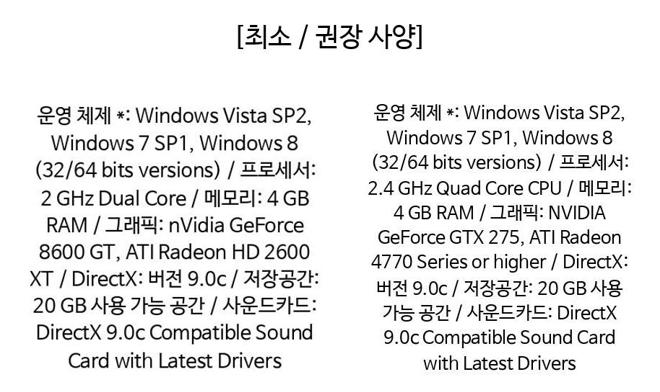 [최소 / 권장 사양]
운영 체제 *: Windows Vista SP2,
Windows 7 SP1, Windows 8
(32/64 bits versions) / 프로세서:
2 GHz Dual Core / 메모리: 4 GB
RAM / 그래픽: nVidia GeForce
8600 GT, ATI Radeon HD 2600
XT / DirectX: 버전 9.0c / 저장공간:
20 GB 사용 가능 공간 / 사운드카드:
DirectX 9.0c Compatible Sound
Card with Latest Drivers
운영 체제 *: Windows Vista SP2,
Windows 7 SP1, Windows 8
(32/64 bits versions) / 프로세서:
2.4 GHz Quad Core CPU / 메모리:
4 GB RAM / 그래픽: NVIDIA
GeForce GTX 275, ATI Radeon
4770 Series or higher / DirectX:
버전 9.0c / 저장공간: 20 GB 사용
가능 공간 / 사운드카드: DirectX
9.0c Compatible Sound Card
with Latest Drivers